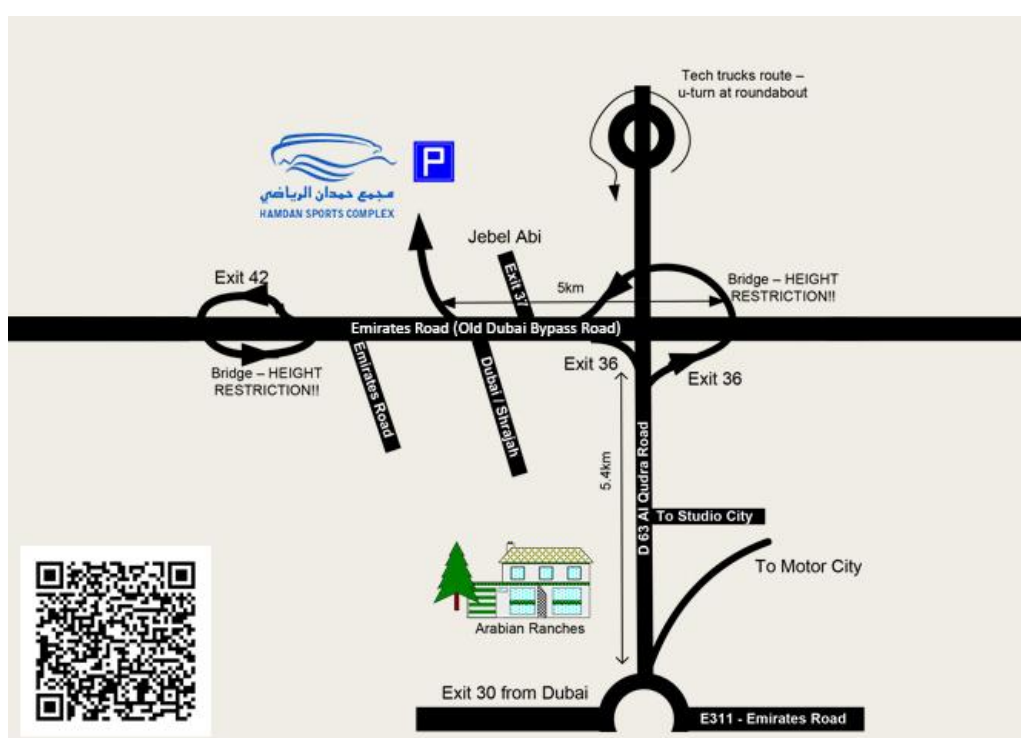 Tech trucks route –
u-turn at roundabout
P
مجمع حمدان الرياضي
HAMDAN SPORTS COMPLEX
Jebel Abi
Exit 37
Exit 42
5km
Bridge – HEIGHT
RESTRICTION!!
Emirates Road (Old Dubai Bypass Road)
Bridge – HEIGHT
RESTRICTION!!
Emirates Road
Dubai / Shrajah
Exit 36
Exit 36
5.4km
D 63 Al Qudra Road
To Studio City
To Motor City
Arabian Ranches
Exit 30 from Dubai
E311 - Emirates Road